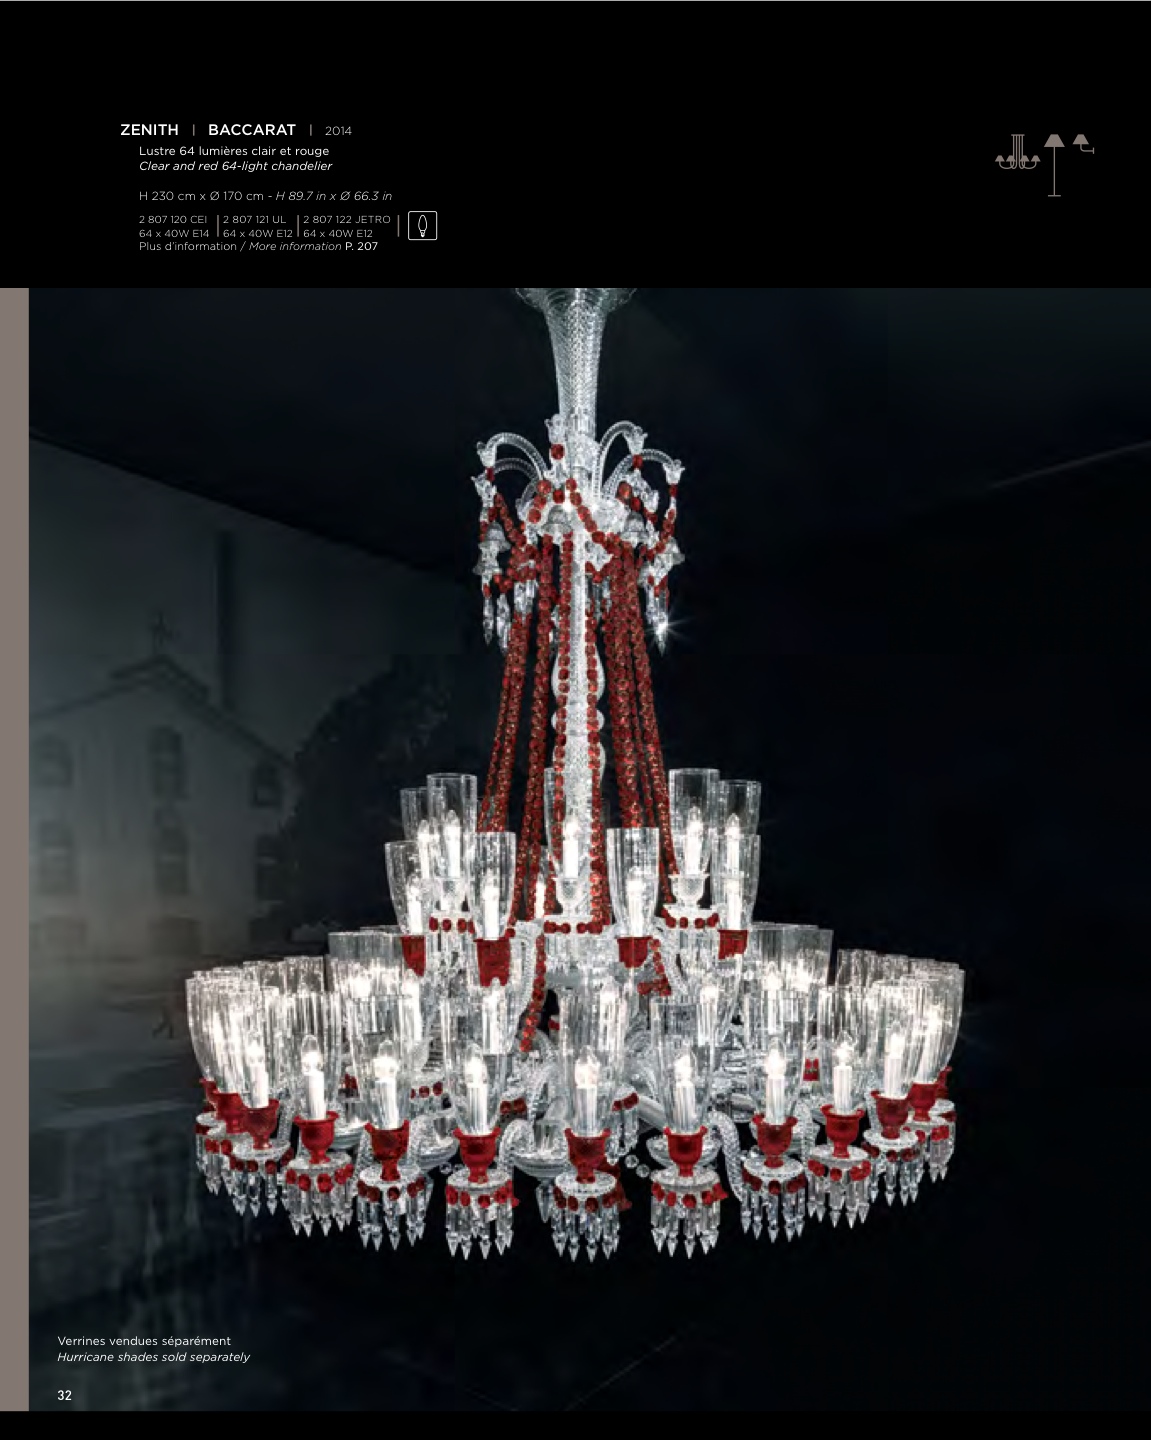 ZENITH | BACCARAT | 2014
Lustre 64 lumières clair et rouge
Clear and red 64-light chandelier
H 230 cm x Ø 170 cm - H 89.7 in x Ø 66.3 in
2 807 120 CEI | 2 807 121 UL | 2 807 122 JETRO |
64 x 40W E14 | 64 x 40W E12 | 64 x 40W E12
Plus d’information / More information P. 207
Verrines vendues séparément
Hurricane shades sold separately
32